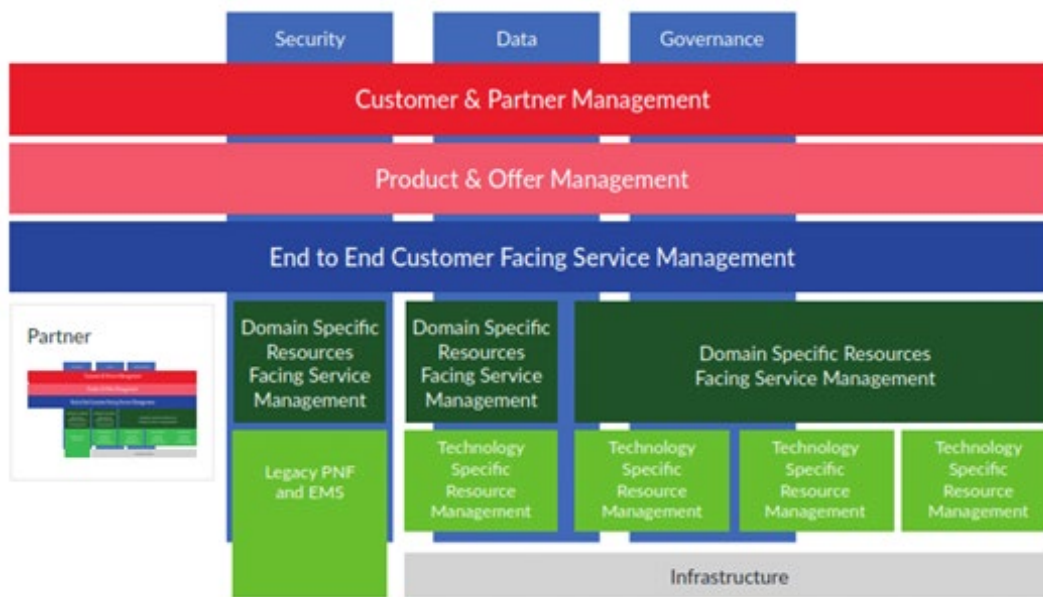 Security
Data
Governance
Customer & Partner Management
Product & Offer Management
End to End Customer Facing Service Management
Partner
Domain Specific
Resources
Facing Service
Management
Domain Specific
Resources
Facing Service
Management
Domain Specific Resources
Facing Service Management
Legacy PNF
and EMS
Technology
Specific
Resource
Management
Technology
Specific
Resource
Management
Technology
Specific
Resource
Management
Technology
Specific
Resource
Management
Infrastructure